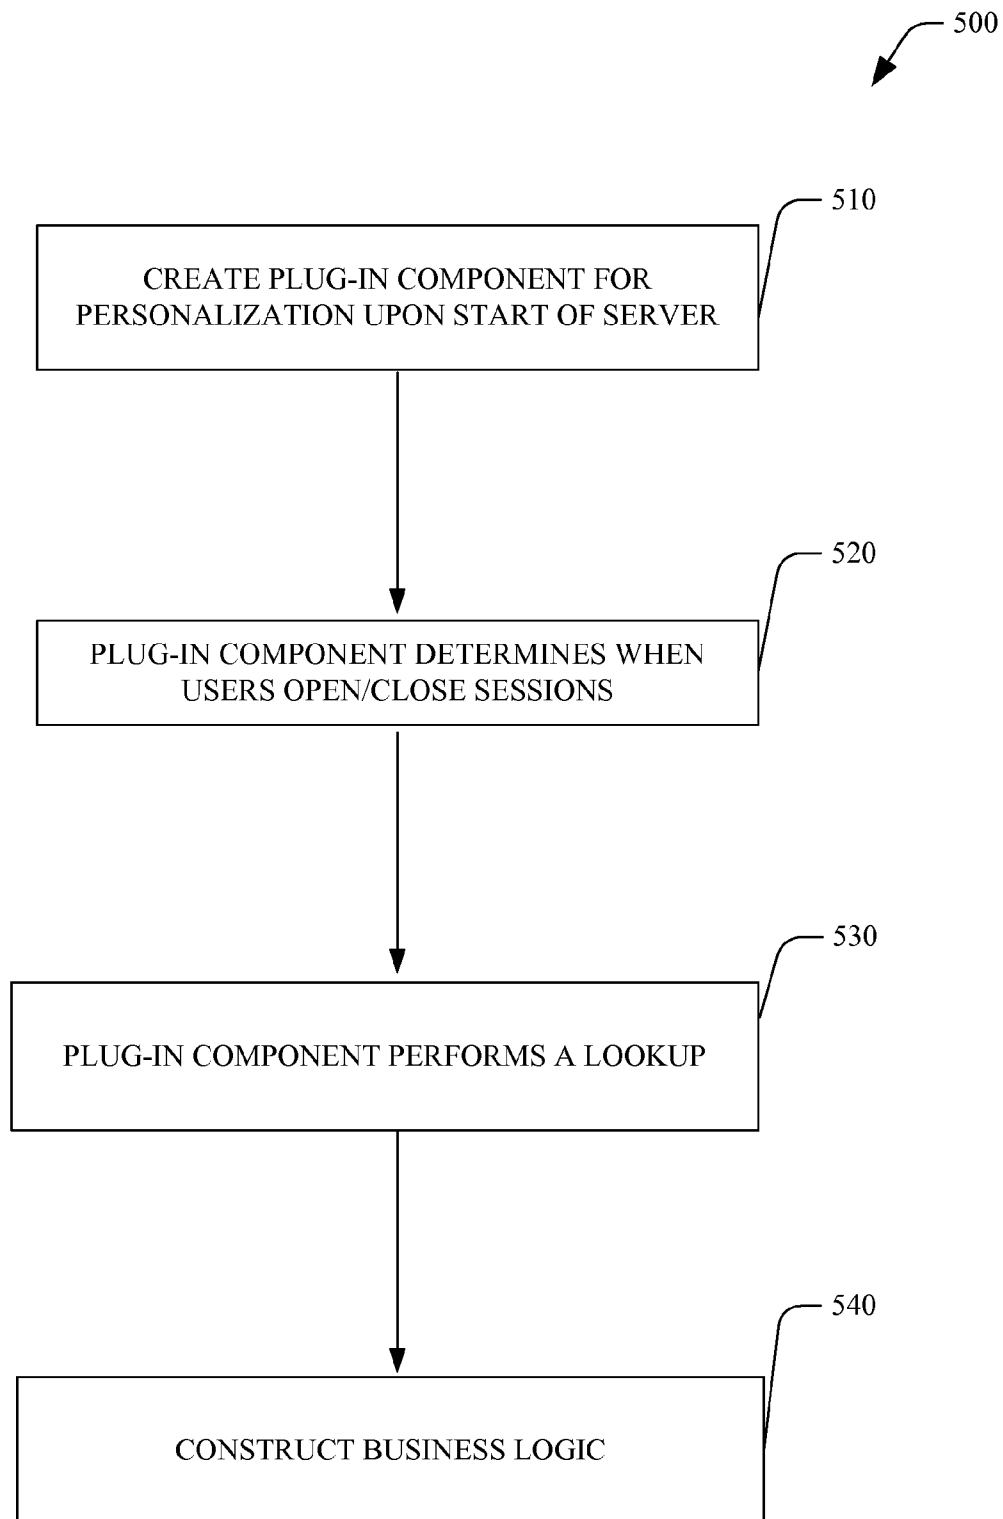 500
510
CREATE PLUG-IN COMPONENT FOR
PERSONALIZATION UPON START OF SERVER
520
PLUG-IN COMPONENT DETERMINES WHEN
USERS OPEN/CLOSE SESSIONS
530
PLUG-IN COMPONENT PERFORMS A LOOKUP
540
CONSTRUCT BUSINESS LOGIC